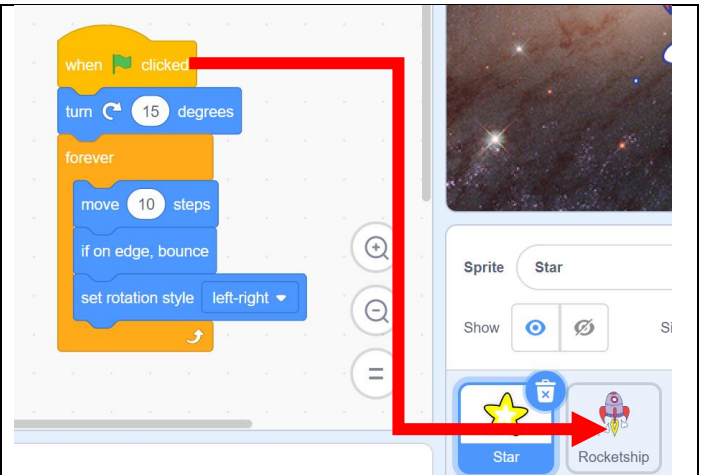 when clicked
turn 15 degrees
forever
move 10 steps
if on edge, bounce
set rotation style left-right
Sprite Star
Show
Star Rocketship